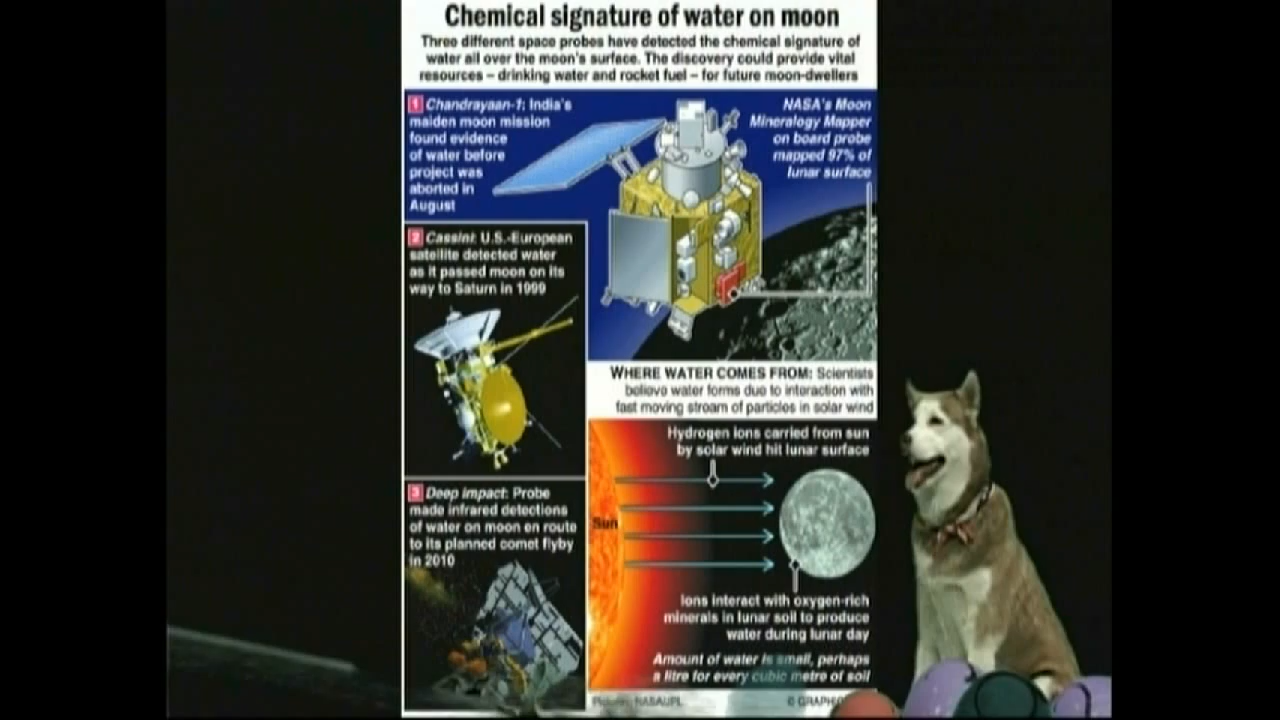 Chemical signature of water on moon
Three different space probes have detected the chemical signature of
water all over the moon's surface. The discovery could provide vital
resources – drinking water and rocket fuel – for future moon-dwellers
1 Chandrayaan-1: India's
maiden moon mission
found evidence
of water before
project was
aborted in
August
NASA's Moon
Mineralogy Mapper
on board probe
mapped 97% of
lunar surface
2 Cassini: U.S.-European
satellite detected water
as it passed moon on its
way to Saturn in 1999
3 Deep impact: Probe
made infrared detections
of water on moon en route
to its planned comet flyby
in 2010
WHERE WATER COMES FROM: Scientists
believe water forms due to interaction with
fast moving stream of particles in solar wind
Hydrogen ions carried from sun
by solar wind hit lunar surface
Sun
Ions interact with oxygen-rich
minerals in lunar soil to produce
water during lunar day
Amount of water is small, perhaps
a litre for every cubic metre of soil
©